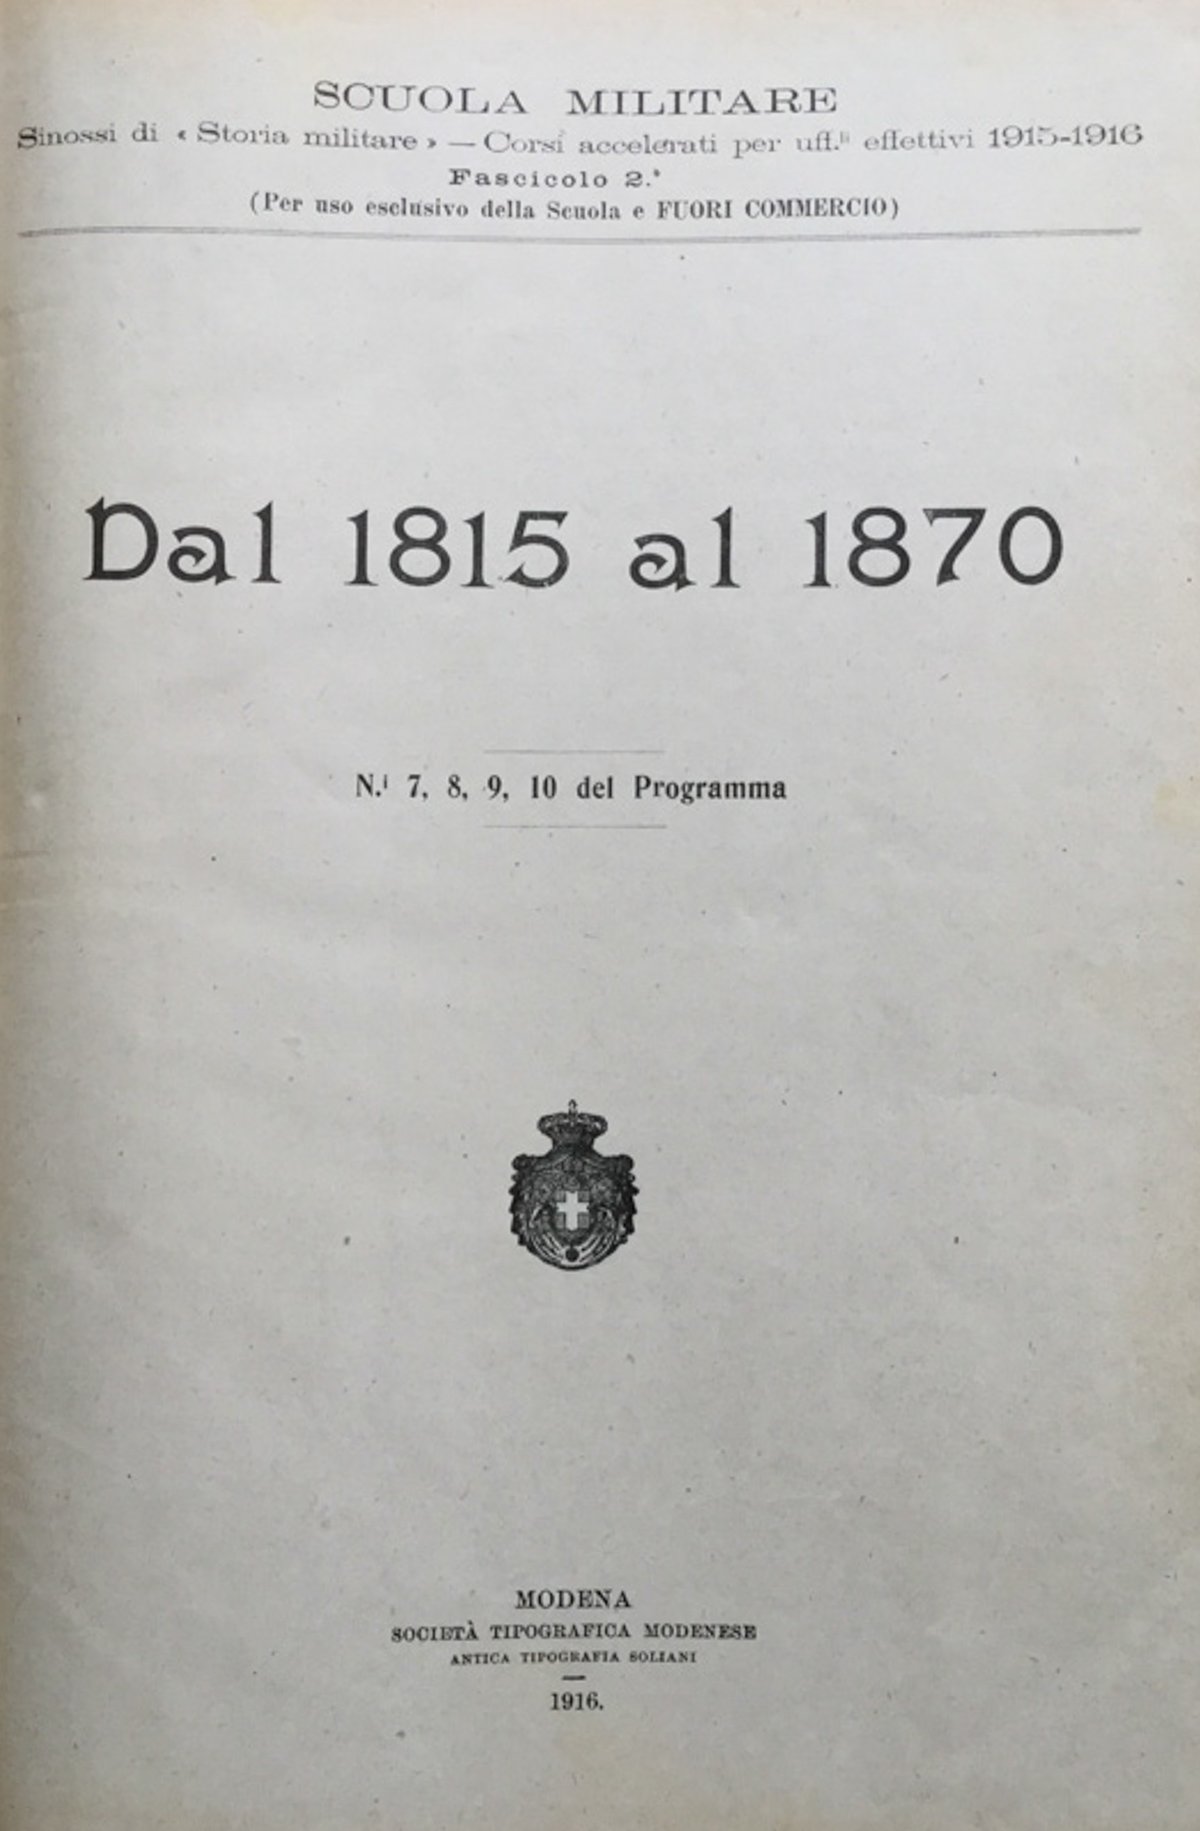 SCUOLA MILITARE
Sinossi di « Storia militare » — Corsi accelerati per uff.li effettivi 1915-1916
Fascicolo 2.°
(Per uso esclusivo della Scuola e FUORI COMMERCIO)
Dal 1815 al 1870
N.i 7, 8, 9, 10 del Programma
MODENA
SOCIETÀ TIPOGRAFICA MODENESE
ANTICA TIPOGRAFIA SOLIANI
1916.